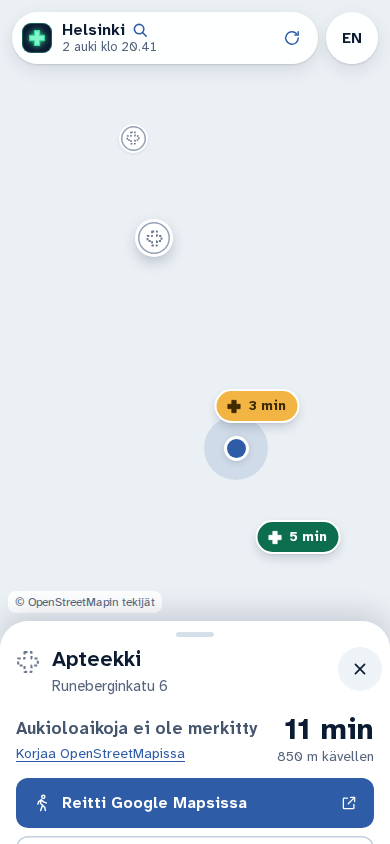 Helsinki
2 auki klo 20.41
EN
3 min
5 min
© OpenStreetMapin tekijät
Apteekki
Runeberginkatu 6
Aukioloaikoja ei ole merkitty
11 min
Korjaa OpenStreetMapissa
850 m kävellen
Reitti Google Mapsissa